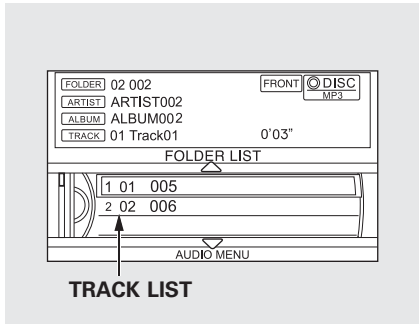 FOLDER 02 002 FRONT DISC
MP3
ARTIST ARTIST002
ALBUM ALBUM002
TRACK 01 Track01 0'03"
FOLDER LIST
1 01 005
2 02 006
AUDIO MENU
TRACK LIST